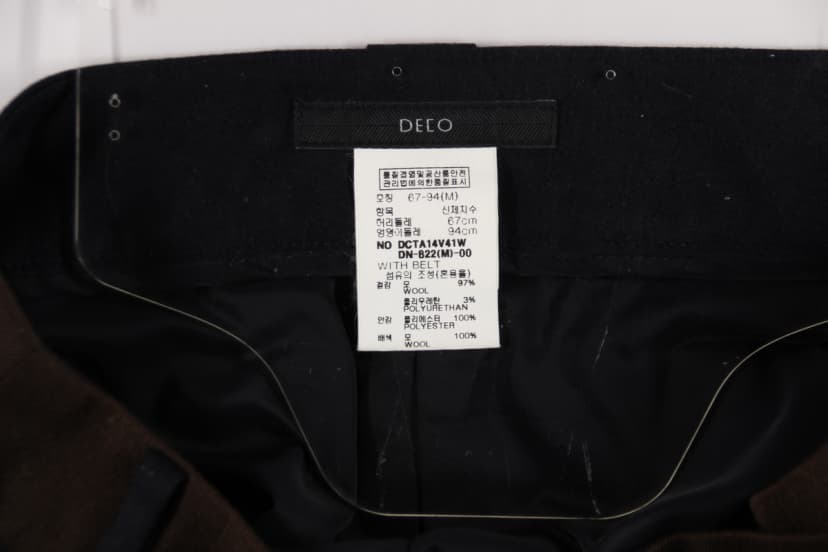 DECO
품질경영및공산품안전
관리법에의한품질표시
호칭 67-94(M)
항목 신체치수
허리둘레 67cm
엉덩이둘레 94cm
NO DCTA14V41W
DN-822(M)-00
WITH BELT
섬유의 조성(혼용율)
겉감 모 97%
WOOL
폴리우레탄 3%
POLYURETHAN
안감 폴리에스터 100%
POLYESTER
배색 모 100%
WOOL